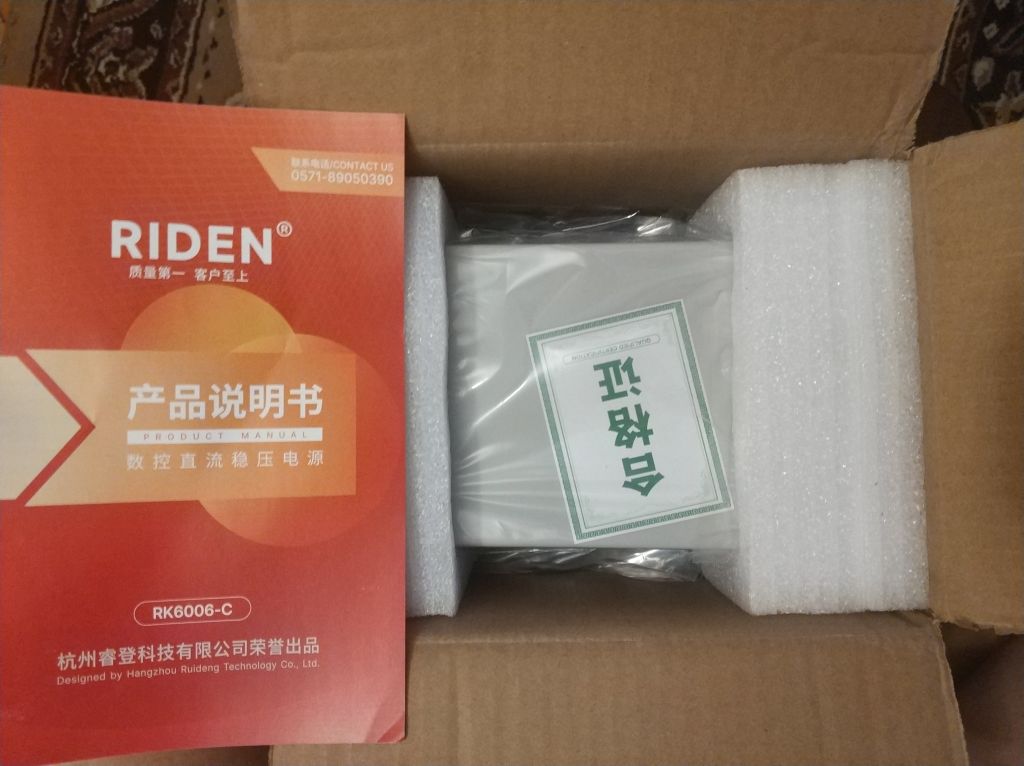 联系电话/CONTACT US
0571-89050390
RIDEN®
质量第一 客户至上
产品说明书
PRODUCT MANUAL
数控直流稳压电源
RK6006-C
杭州睿登科技有限公司荣誉出品
Designed by Hangzhou Ruideng Technology Co., Ltd.
合格证
QUALIFIED CERTIFICATION